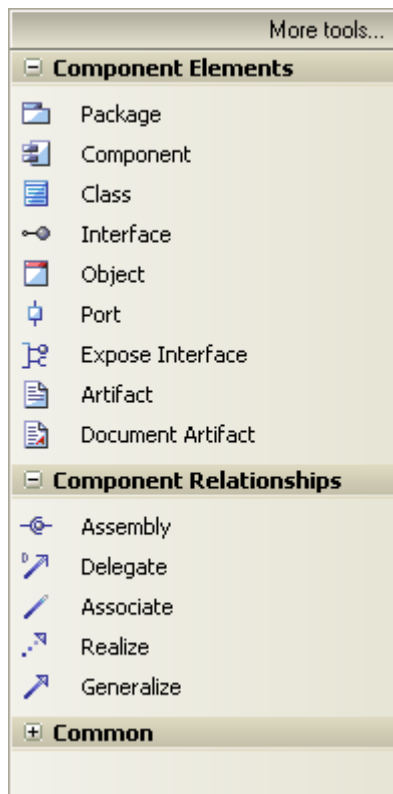 More tools...
Component Elements
Package
Component
Class
Interface
Object
Port
Expose Interface
Artifact
Document Artifact
Component Relationships
Assembly
Delegate
Associate
Realize
Generalize
Common